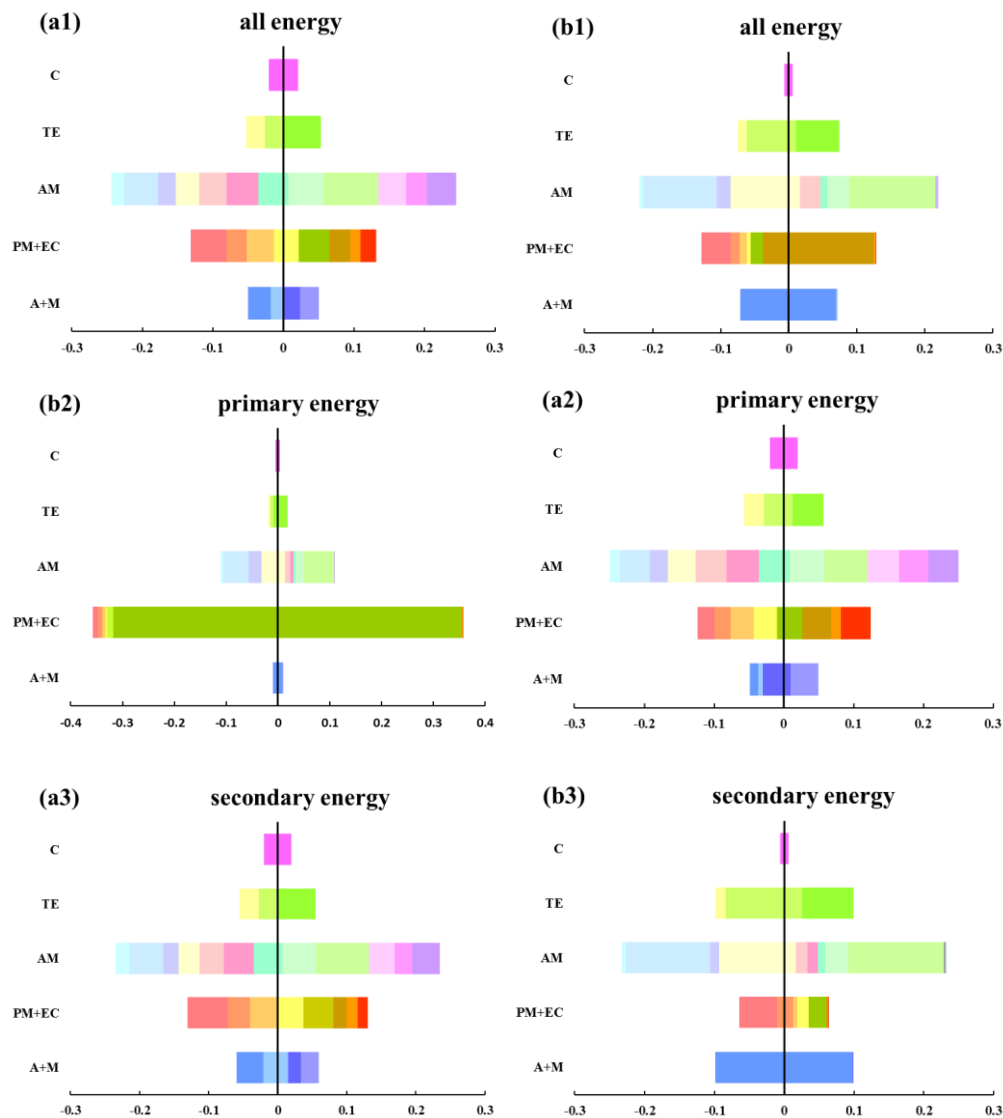 (a1)
all energy
C
TE
AM
PM+EC
A+M
-0.3 -0.2 -0.1 0 0.1 0.2 0.3
(b1)
all energy
C
TE
AM
PM+EC
A+M
-0.3 -0.2 -0.1 0 0.1 0.2 0.3
(b2)
primary energy
C
TE
AM
PM+EC
A+M
-0.4 -0.3 -0.2 -0.1 0 0.1 0.2 0.3 0.4
(a2)
primary energy
C
TE
AM
PM+EC
A+M
-0.3 -0.2 -0.1 0 0.1 0.2 0.3
(a3)
secondary energy
C
TE
AM
PM+EC
A+M
-0.3 -0.2 -0.1 0 0.1 0.2 0.3
(b3)
secondary energy
C
TE
AM
PM+EC
A+M
-0.3 -0.2 -0.1 0 0.1 0.2 0.3